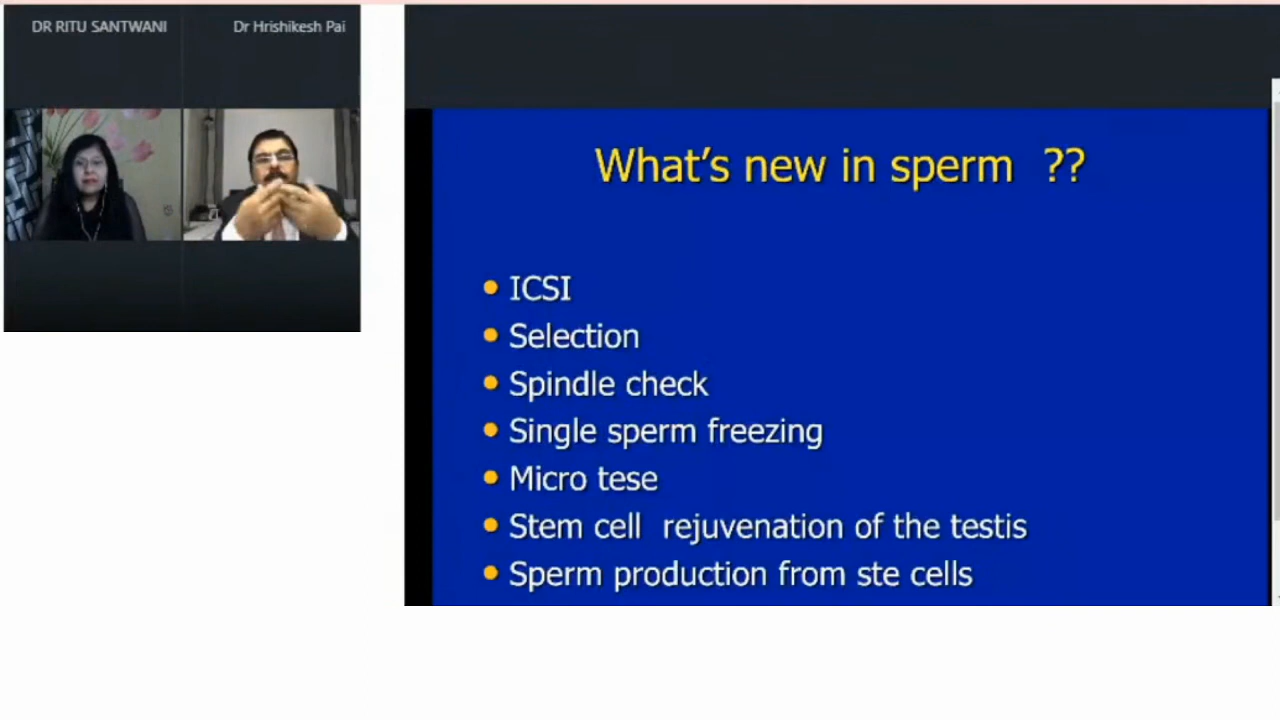 DR RITU SANTWANI
Dr Hrishikesh Pai
What's new in sperm ??
ICSI
Selection
Spindle check
Single sperm freezing
Micro tese
Stem cell rejuvenation of the testis
Sperm production from ste cells